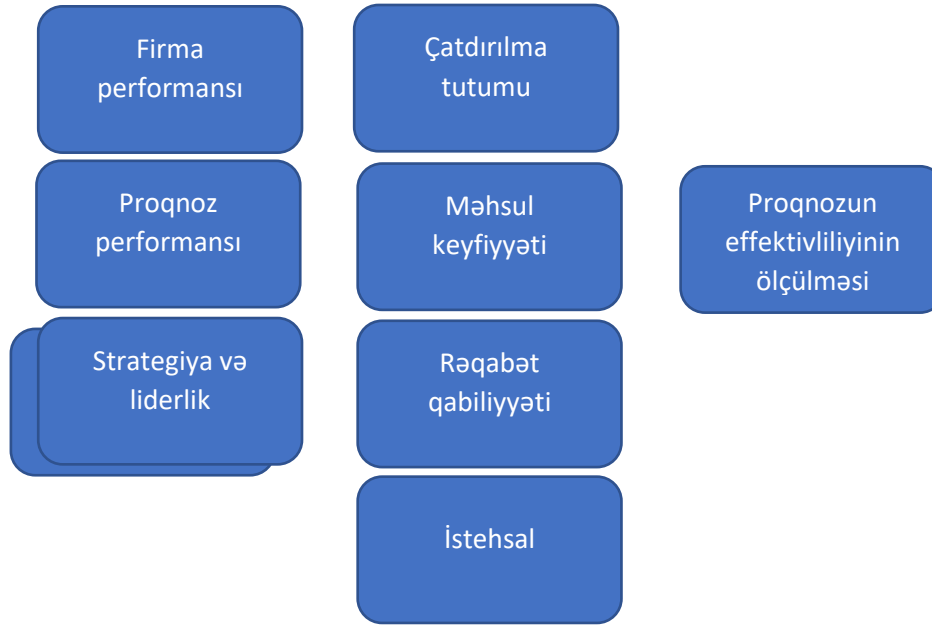 Firma
performansı
Proqnoz
performansı
Strategiya və
liderlik
Çatdırılma
tutumu
Məhsul
keyfiyyəti
Rəqabət
qabiliyyəti
İstehsal
Proqnozun
effektivliliyinin
ölçülməsi